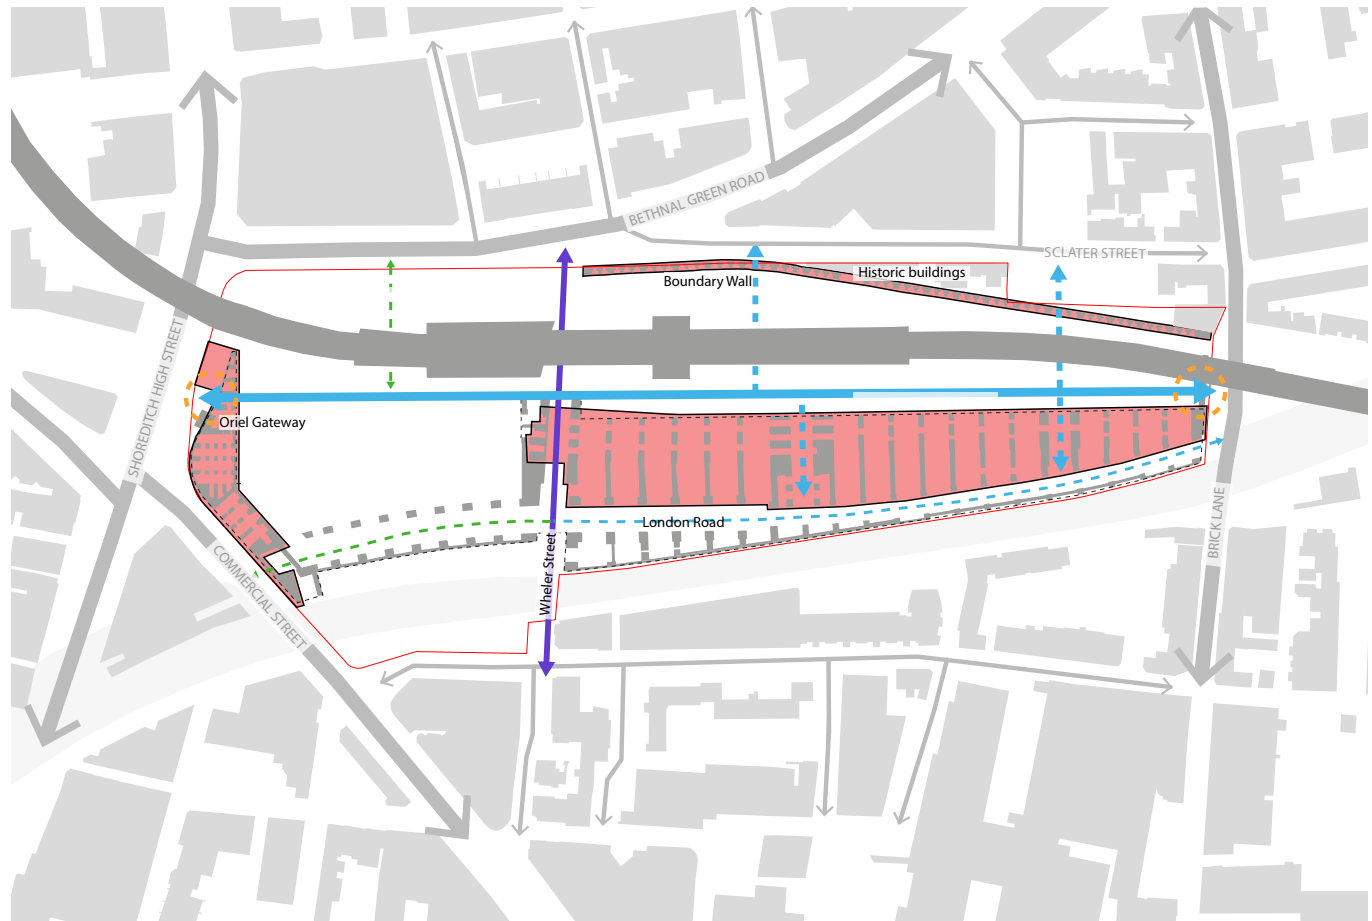 BETHNAL GREEN ROAD
SCLATER STREET
Historic buildings
Boundary Wall
SHOREDITCH HIGH STREET
Oriel Gateway
London Road
BRICK LANE
Wheler Street
COMMERCIAL STREET